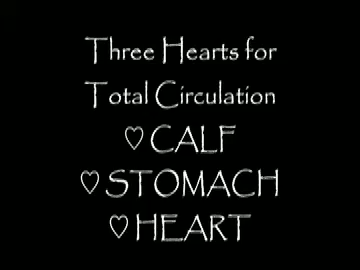 Three Hearts for
Total Circulation
♡ CALF
♡ STOMACH
♡ HEART